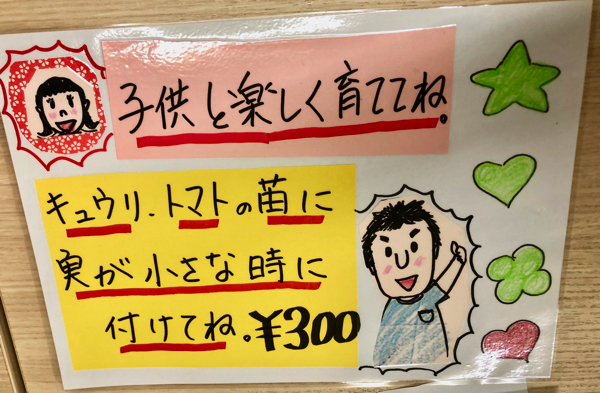 子供と楽しく育ててね.
キュウリ.トマトの苗に
実が小さな時に
付けてね。¥300